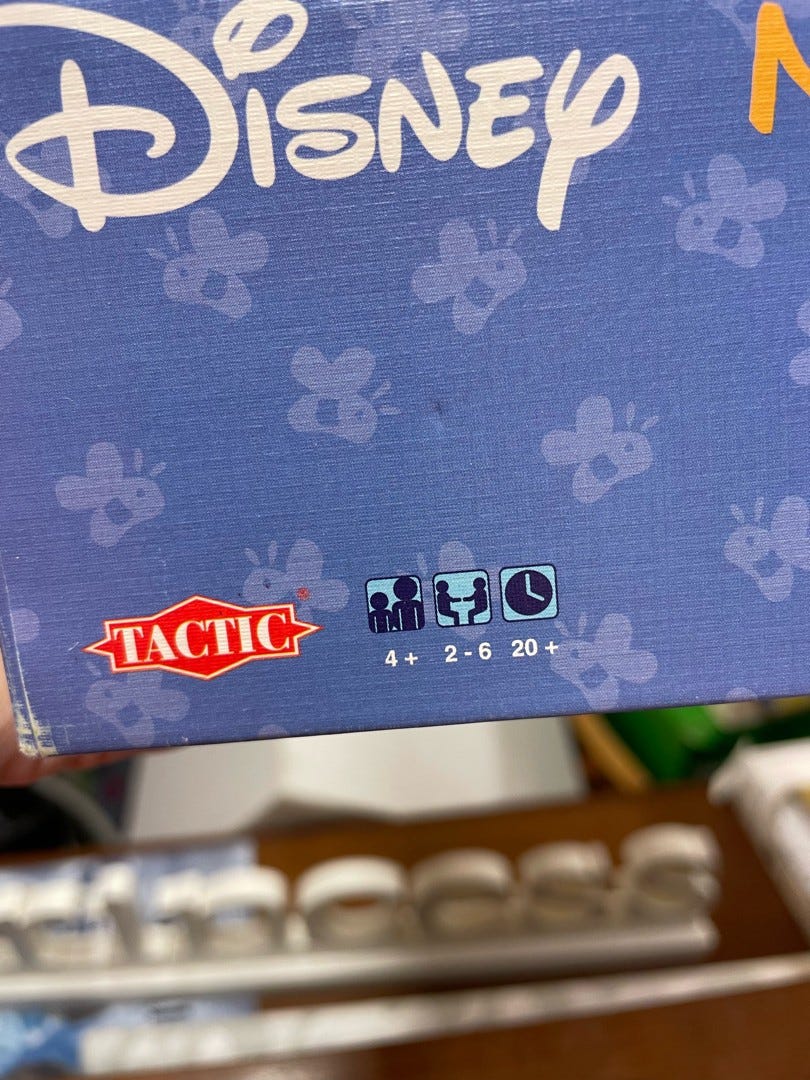 DISNEY
TACTIC
4+ 2-6 20+